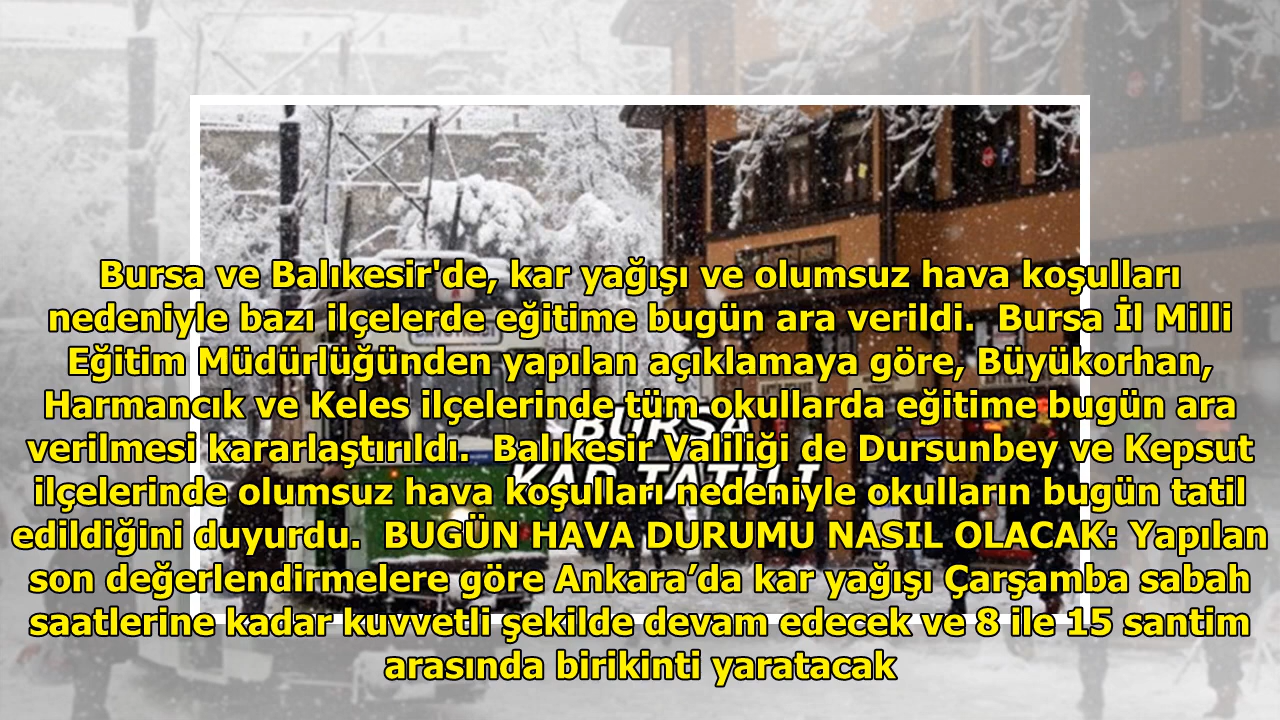 Bursa ve Balıkesir'de, kar yağışı ve olumsuz hava koşulları
nedeniyle bazı ilçelerde eğitime bugün ara verildi.  Bursa İl Milli
Eğitim Müdürlüğünden yapılan açıklamaya göre, Büyükorhan,
Harmancık ve Keles ilçelerinde tüm okullarda eğitime bugün ara
verilmesi kararlaştırıldı.  Balıkesir Valiliği de Dursunbey ve Kepsut
ilçelerinde olumsuz hava koşulları nedeniyle okulların bugün tatil
edildiğini duyurdu.  BUGÜN HAVA DURUMU NASIL OLACAK: Yapılan
son değerlendirmelere göre Ankara’da kar yağışı Çarşamba sabah
saatlerine kadar kuvvetli şekilde devam edecek ve 8 ile 15 santim
arasında birikinti yaratacak
BURSA
KAR TATİLİ